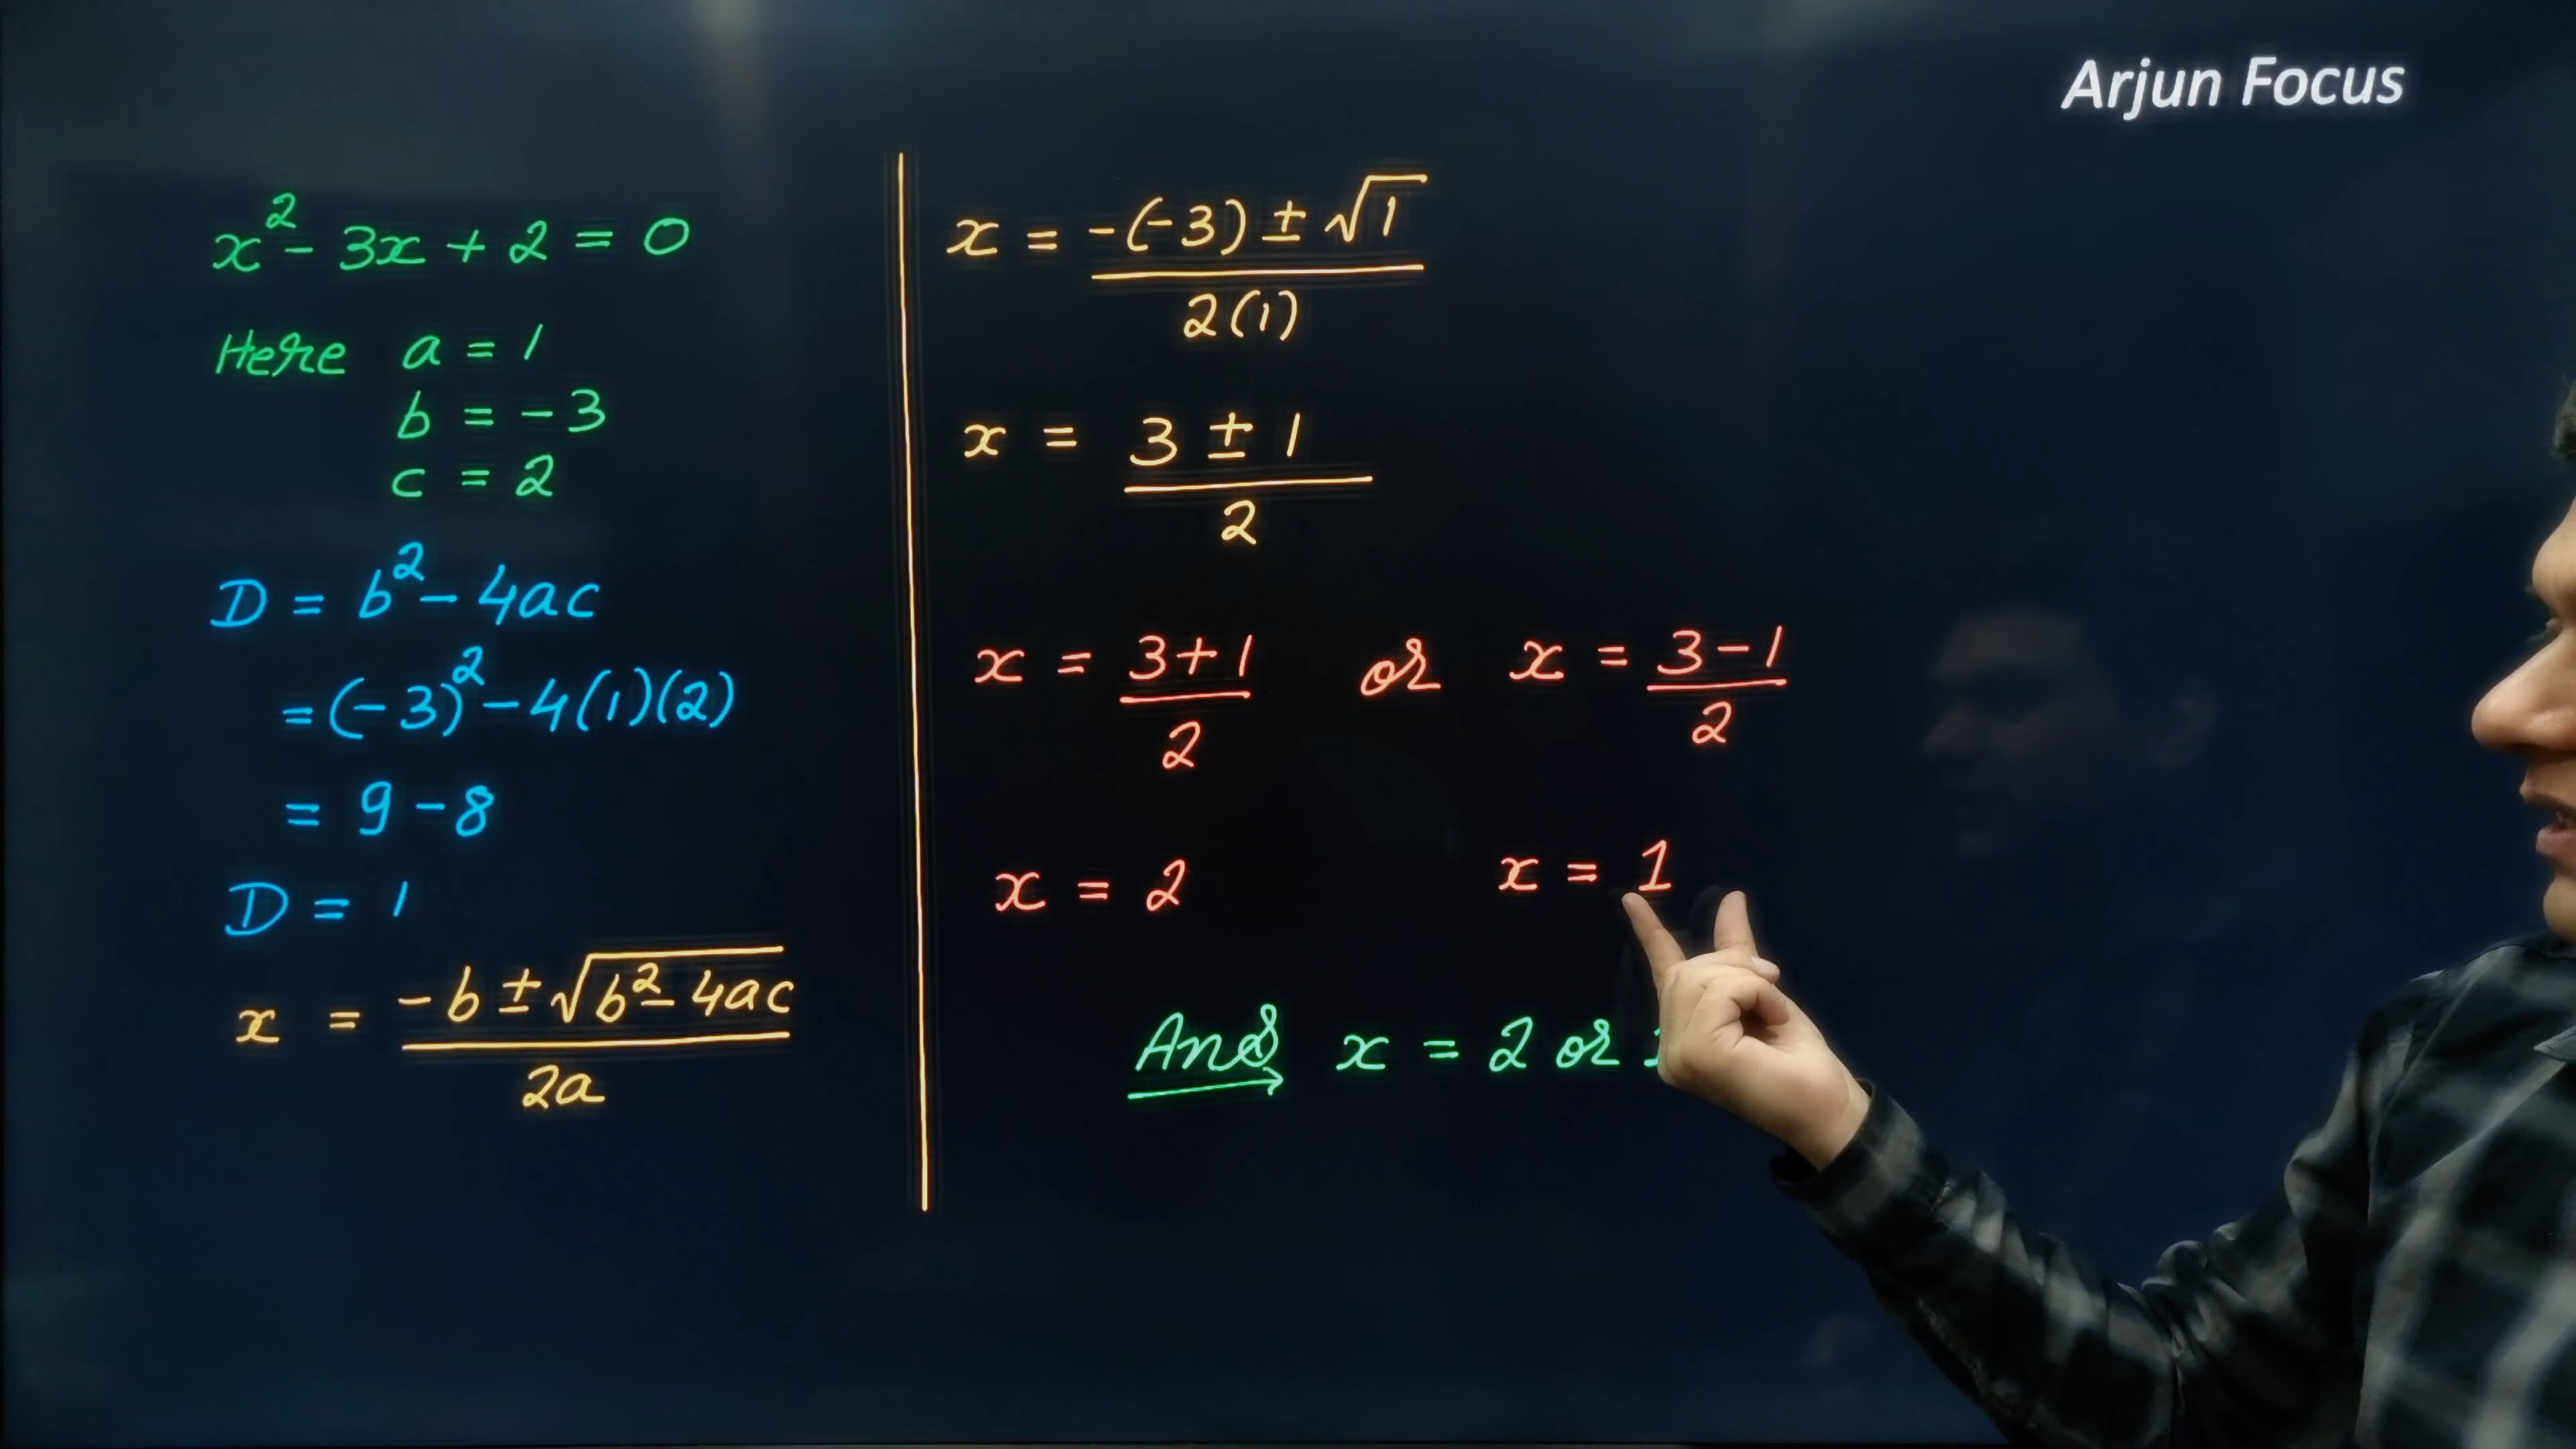 Arjun Focus
x² - 3x + 2 = 0
Here a = 1
b = -3
c = 2
D = b² - 4ac
= (-3)² - 4(1)(2)
= 9 - 8
D = 1
x = -b ± √b² - 4ac
2a
x = -(-3) ± √1
2(1)
x = 3 ± 1
2
x = 3+1 or x = 3-1
2 2
x = 2 x = 1
Ans x = 2 or